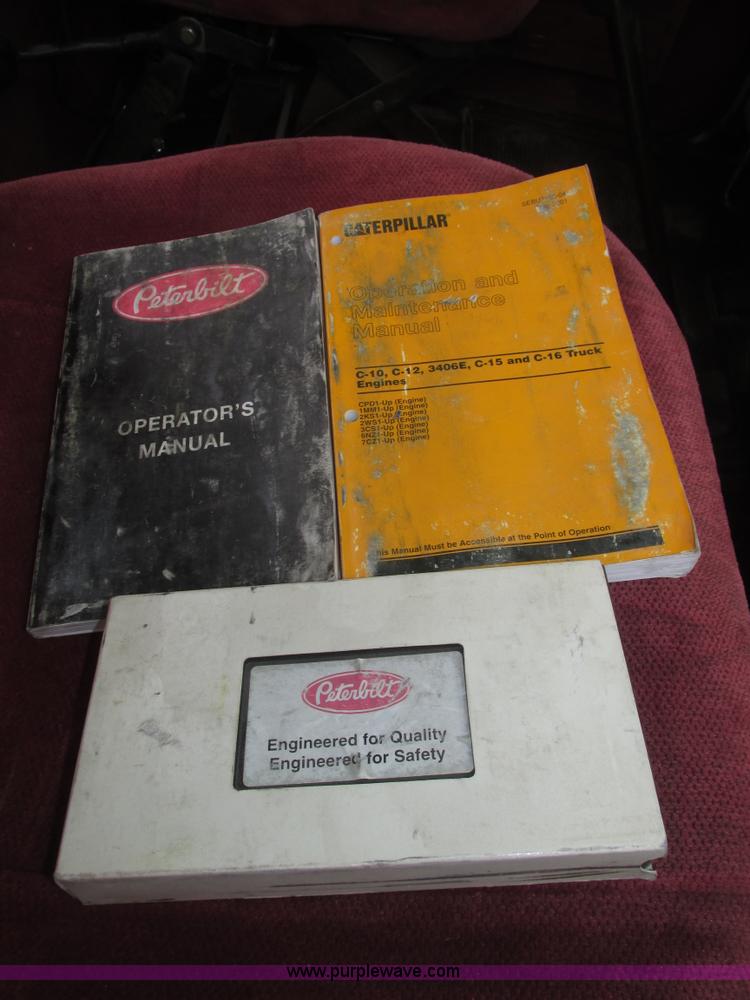 Peterbilt
OPERATOR'S
MANUAL
CATERPILLAR
Operation and
Maintenance
Manual
C-10, C-12, 3406E, C-15 and C-16 Truck
Engines
CPD1-Up (Engine)
1MM1-Up (Engine)
2KS1-Up (Engine)
2WS1-Up (Engine)
3CS1-Up (Engine)
6NZ1-Up (Engine)
7CZ1-Up (Engine)
his Manual Must be Accessible at the Point of Operation
Peterbilt
Engineered for Quality
Engineered for Safety
www.purplewave.com